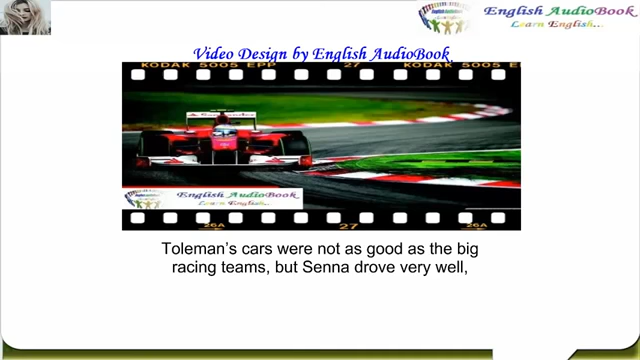 English AudioBook
Learn English...
Video Design by English AudioBook
KODAK 5005 EPP 27 KODAK 5005 E
Santander
English AudioBook
Learn English...
26A 27 26A
Toleman's cars were not as good as the big
racing teams, but Senna drove very well,